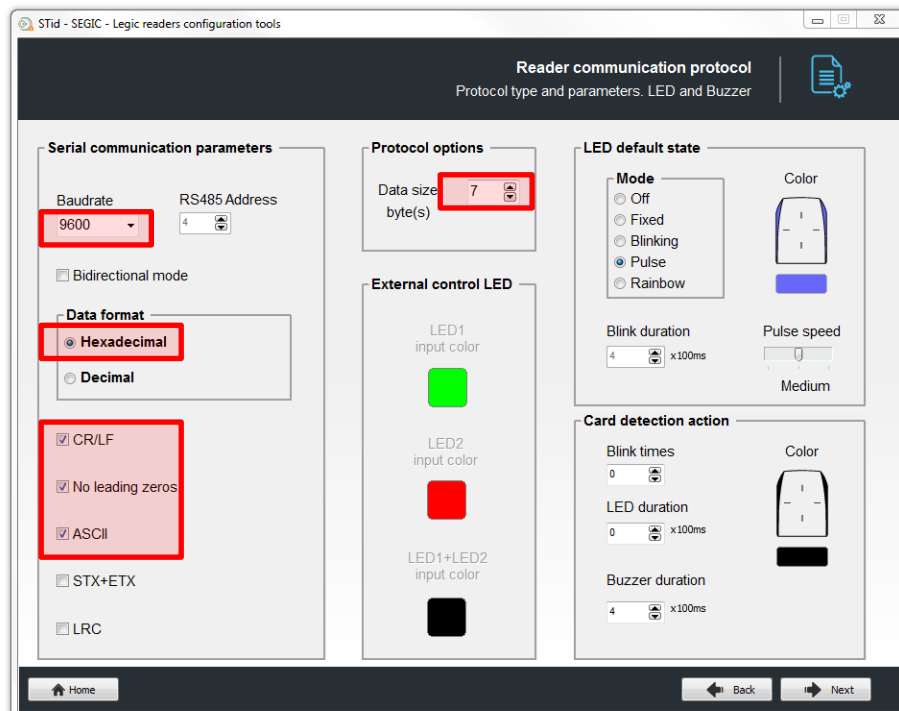 STid - SEGIC - Legic readers configuration tools
Reader communication protocol
Protocol type and parameters. LED and Buzzer
Serial communication parameters
Baudrate
RS485 Address
9600
4
Bidirectional mode
Data format
Hexadecimal
Decimal
CR/LF
No leading zeros
ASCII
STX+ETX
LRC
Protocol options
Data size
7
byte(s)
External control LED
LED1
input color
LED2
input color
LED1+LED2
input color
LED default state
Mode
Off
Fixed
Blinking
Pulse
Rainbow
Color
Blink duration
4 x100ms
Pulse speed
Medium
Card detection action
Blink times
0
LED duration
0 x100ms
Buzzer duration
4 x100ms
Color
Home
Back
Next